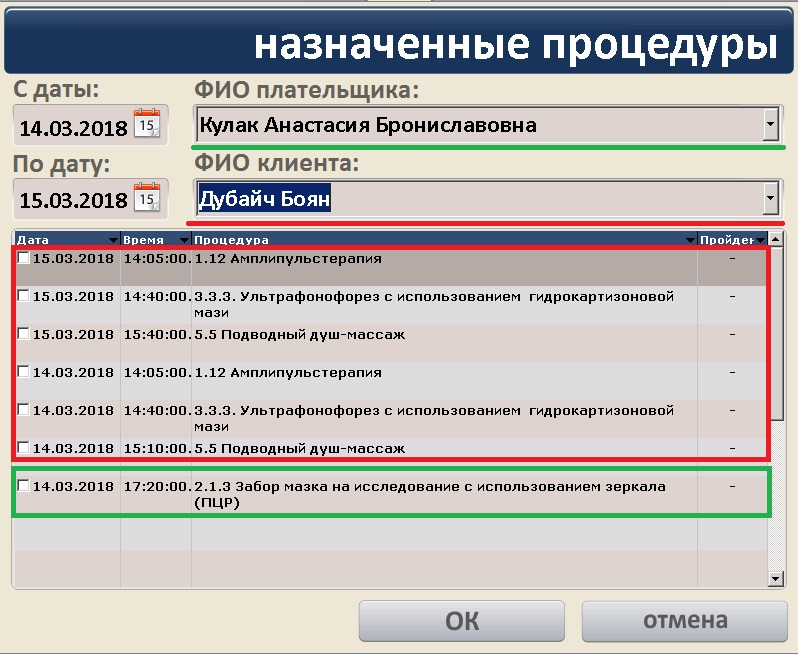 назначенные процедуры
С даты:
ФИО плательщика:
14.03.2018 15
Кулак Анастасия Брониславовна
По дату:
ФИО клиента:
15.03.2018 15
Дубайч Боян
Дата Время Процедура Пройден
15.03.2018 14:05:00. 1.12 Амплипульстерапия -
15.03.2018 14:40:00. 3.3.3. Ультрафонофорез с использованием гидрокартизоновой -
мази
15.03.2018 15:40:00. 5.5 Подводный душ-массаж -
14.03.2018 14:05:00. 1.12 Амплипульстерапия -
14.03.2018 14:40:00. 3.3.3. Ультрафонофорез с использованием гидрокартизоновой -
мази
14.03.2018 15:10:00. 5.5 Подводный душ-массаж -
14.03.2018 17:20:00. 2.1.3 Забор мазка на исследование с использованием зеркала -
(ПЦР)
ОК отмена